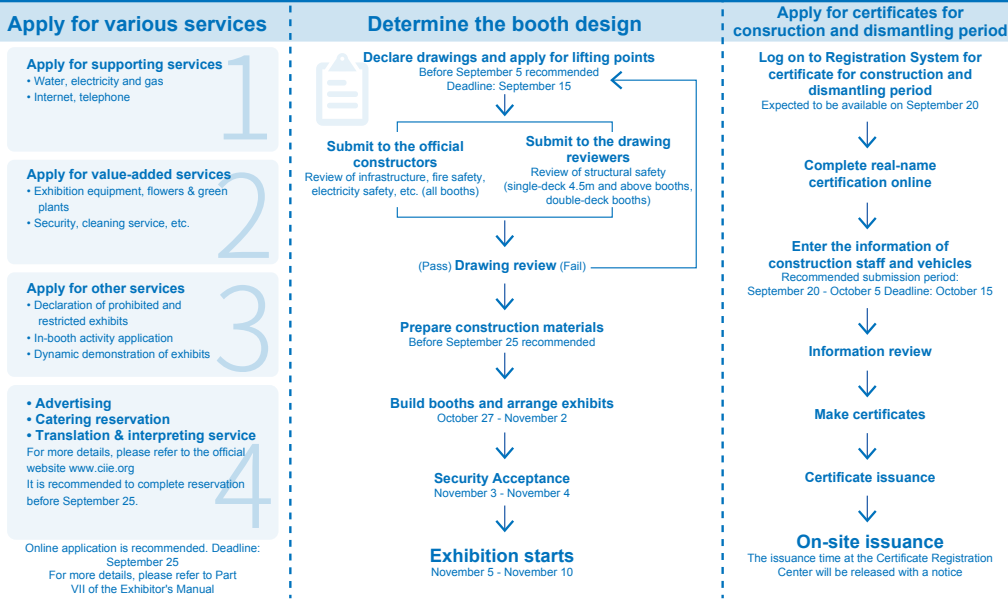 Apply for various services
1
Apply for supporting services
• Water, electricity and gas
• Internet, telephone
2
Apply for value-added services
• Exhibition equipment, flowers & green
plants
• Security, cleaning service, etc.
3
Apply for other services
• Declaration of prohibited and
restricted exhibits
• In-booth activity application
• Dynamic demonstration of exhibits
4
• Advertising
• Catering reservation
• Translation & interpreting service
For more details, please refer to the official
website www.ciie.org
It is recommended to complete reservation
before September 25.
Online application is recommended. Deadline:
September 25
For more details, please refer to Part
VII of the Exhibitor's Manual
Determine the booth design
Declare drawings and apply for lifting points
Before September 5 recommended
Deadline: September 15
Submit to the official
constructors
Review of infrastructure, fire safety,
electricity safety, etc. (all booths)
Submit to the drawing
reviewers
Review of structural safety
(single-deck 4.5m and above booths,
double-deck booths)
(Pass) Drawing review (Fail)
Prepare construction materials
Before September 25 recommended
Build booths and arrange exhibits
October 27 - November 2
Security Acceptance
November 3 - November 4
Exhibition starts
November 5 - November 10
Apply for certificates for
consruction and dismantling period
Log on to Registration System for
certificate for construction and
dismantling period
Expected to be available on September 20
Complete real-name
certification online
Enter the information of
construction staff and vehicles
Recommended submission period:
September 20 - October 5 Deadline: October 15
Information review
Make certificates
Certificate issuance
On-site issuance
The issuance time at the Certificate Registration
Center will be released with a notice